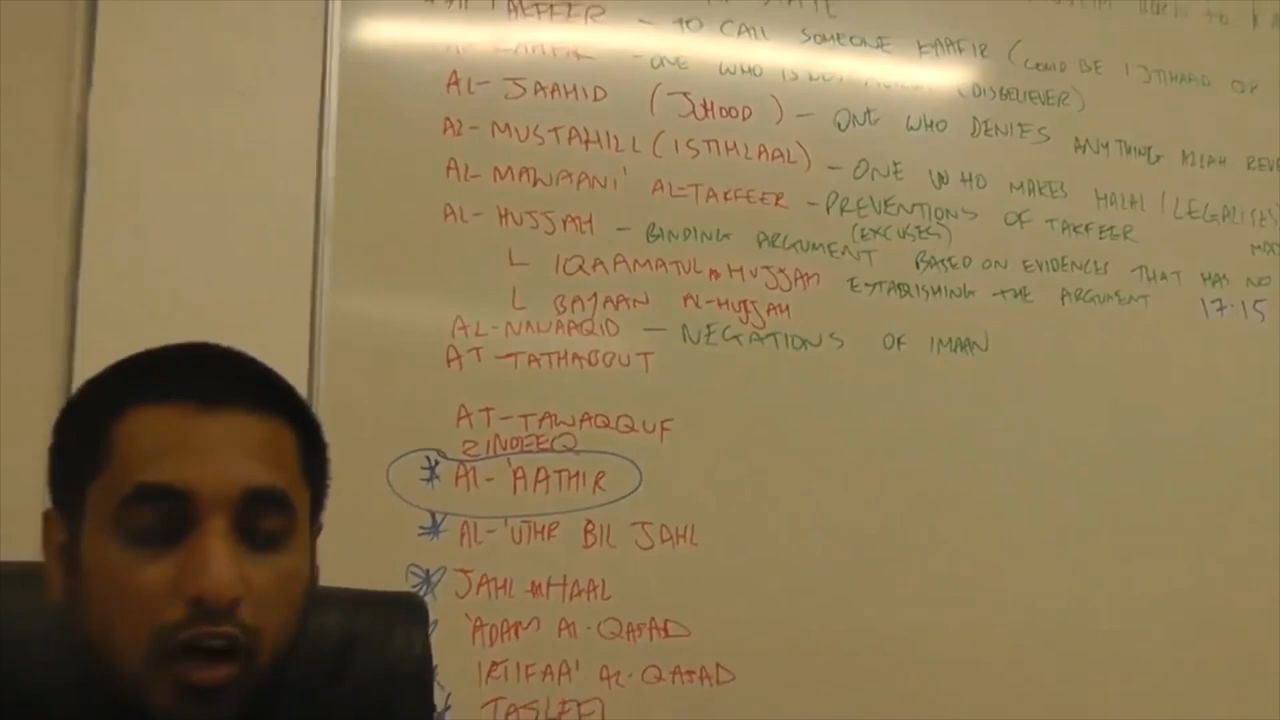 TAKFEER – TO CALL SOMEONE KAAFIR (COULD BE IJTIHAAD OR
– ONE WHO IS NOT (DISBELIEVER)
AL-JAAHID (JUHOOD) – ONE WHO DENIES ANYTHING ALLAH REVE
AL-MUSTAHILL (ISTIHLAAL) – ONE WHO MAKES HALAL (LEGALISES)
AL-MAWAANI' AL-TAKFEER – PREVENTIONS OF TAKFEER
(EXCUSES)
AL-HUJJAH – BINDING ARGUMENT BASED ON EVIDENCES THAT HAS NO
L IQAAMATUL HUJJAH ESTABLISHING THE ARGUMENT 17:15
L BAJAAN AL-HUJJAH
AL-NAWAAQID – NEGATIONS OF IMAAN
AT-TATHABOUT
AT-TAWAQQUF
ZINDEEQ
* AL-'AATHIR
* AL-'UTHR BIL JAHL
* JAHL HAAL
'ADAM AL-QASAD
AL-QASAD